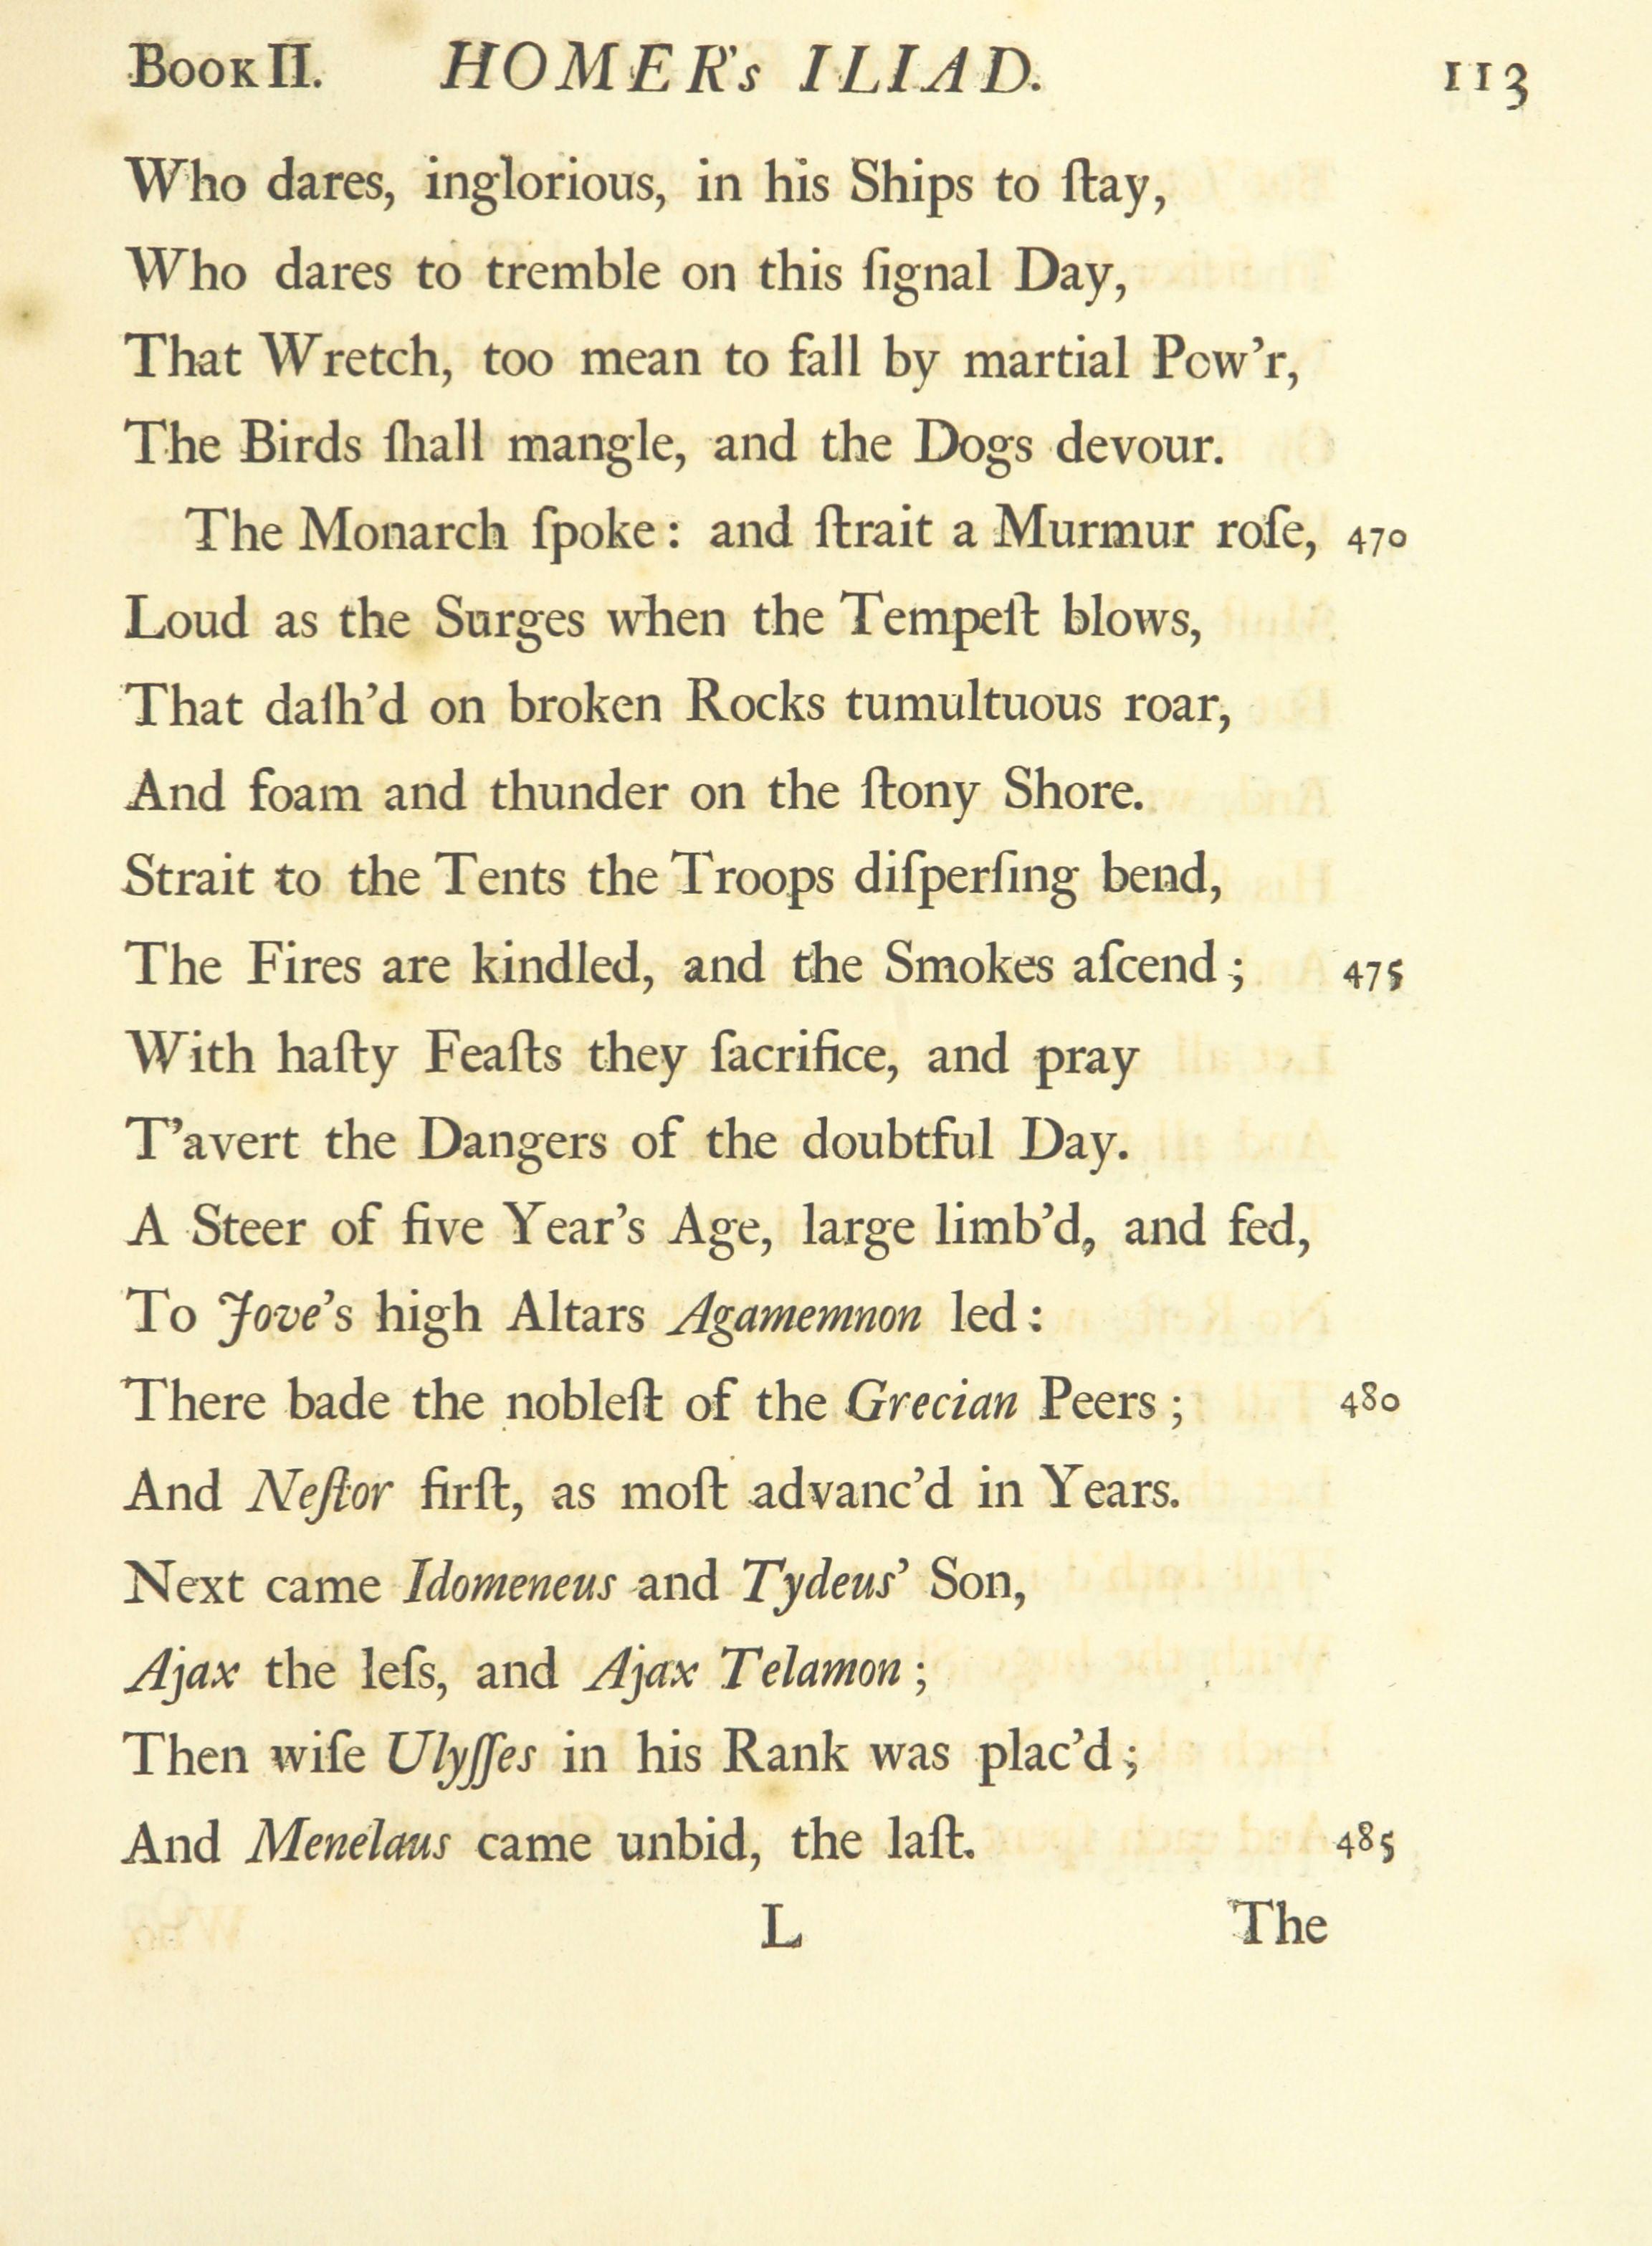 Book II. HOMER's ILIAD. 113
Who dares, inglorious, in his Ships to ſtay,
Who dares to tremble on this ſignal Day,
That Wretch, too mean to fall by martial Pow'r,
The Birds ſhall mangle, and the Dogs devour.
The Monarch ſpoke: and ſtrait a Murmur roſe, 470
Loud as the Surges when the Tempeſt blows,
That daſh'd on broken Rocks tumultuous roar,
And foam and thunder on the ſtony Shore.
Strait to the Tents the Troops diſperſing bend,
The Fires are kindled, and the Smokes aſcend; 475
With haſty Feaſts they ſacrifice, and pray
T'avert the Dangers of the doubtful Day.
A Steer of five Year's Age, large limb'd, and fed,
To Jove's high Altars Agamemnon led:
There bade the nobleſt of the Grecian Peers; 480
And Neſtor firſt, as moſt advanc'd in Years.
Next came Idomeneus and Tydeus' Son,
Ajax the leſs, and Ajax Telamon;
Then wiſe Ulyſſes in his Rank was plac'd;
And Menelaus came unbid, the laſt. 485
L The